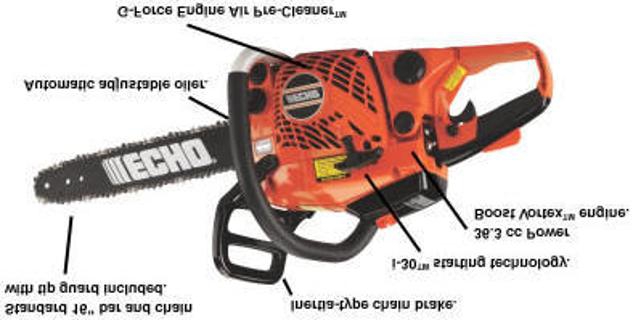 Inertia-type chain brake.
Standard 16" bar and chain
with tip guard included.
i-30™ starting technology.
36.3 cc Power
Boost Vortex™ engine.
ECHO
ECHO
Automatic adjustable oiler.
G-Force Engine Air Pre-Cleaner™